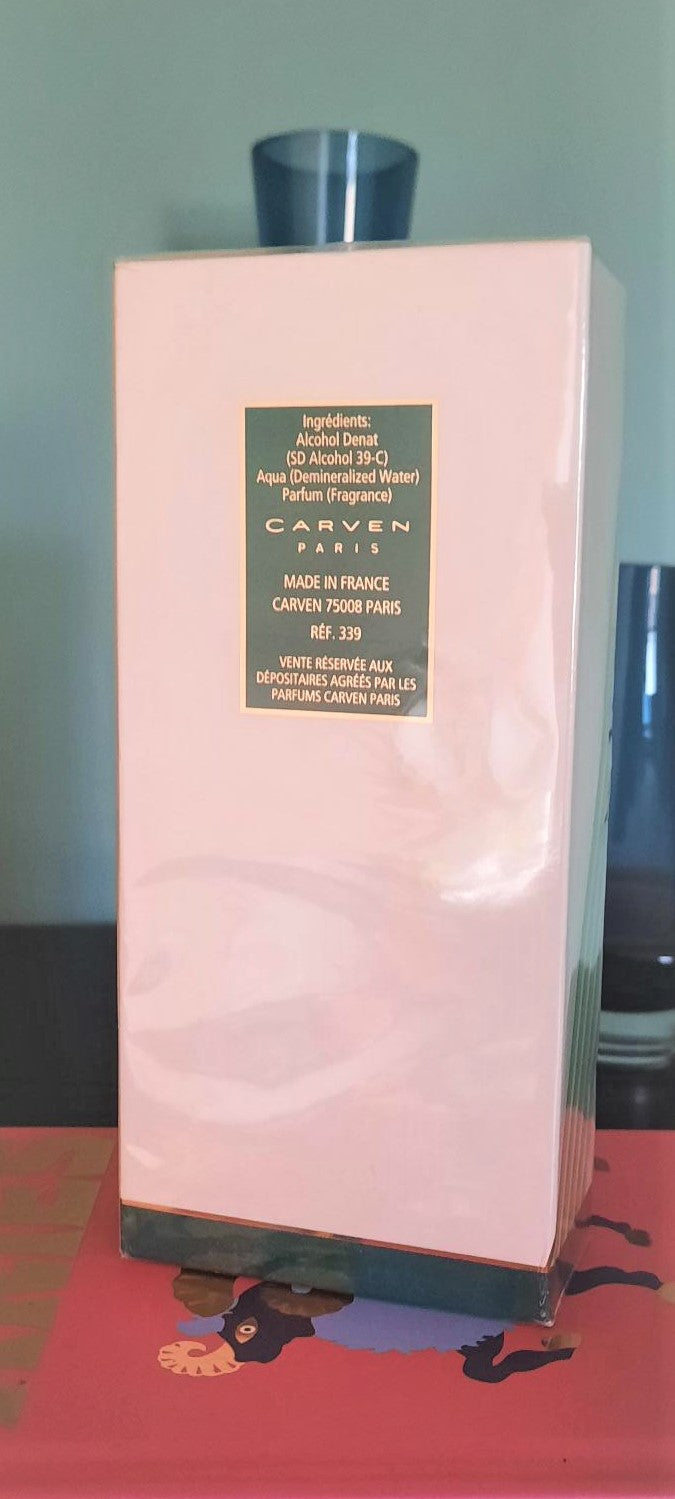 Ingrédients:
Alcohol Denat
(SD Alcohol 39-C)
Aqua (Demineralized Water)
Parfum (Fragrance)
CARVEN
PARIS
MADE IN FRANCE
CARVEN 75008 PARIS
RÉF. 339
VENTE RÉSERVÉE AUX
DÉPOSITAIRES AGRÉÉS PAR LES
PARFUMS CARVEN PARIS